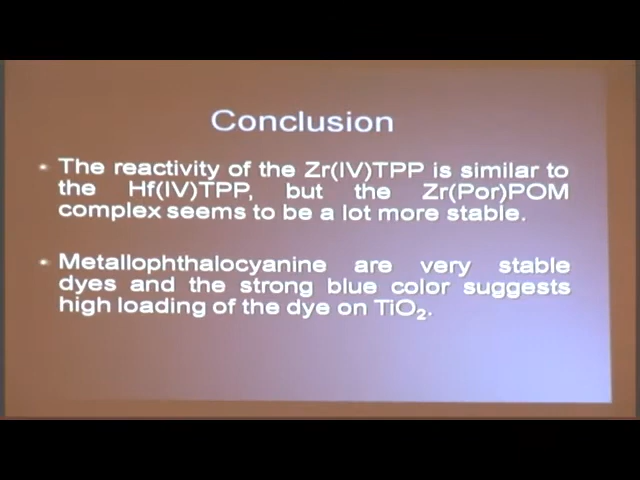 Conclusion
• The reactivity of the Zr(IV)TPP is similar to
the Hf(IV)TPP, but the Zr(Por)POM
complex seems to be a lot more stable.
• Metallophthalocyanine are very stable
dyes and the strong blue color suggests
high loading of the dye on TiO₂.